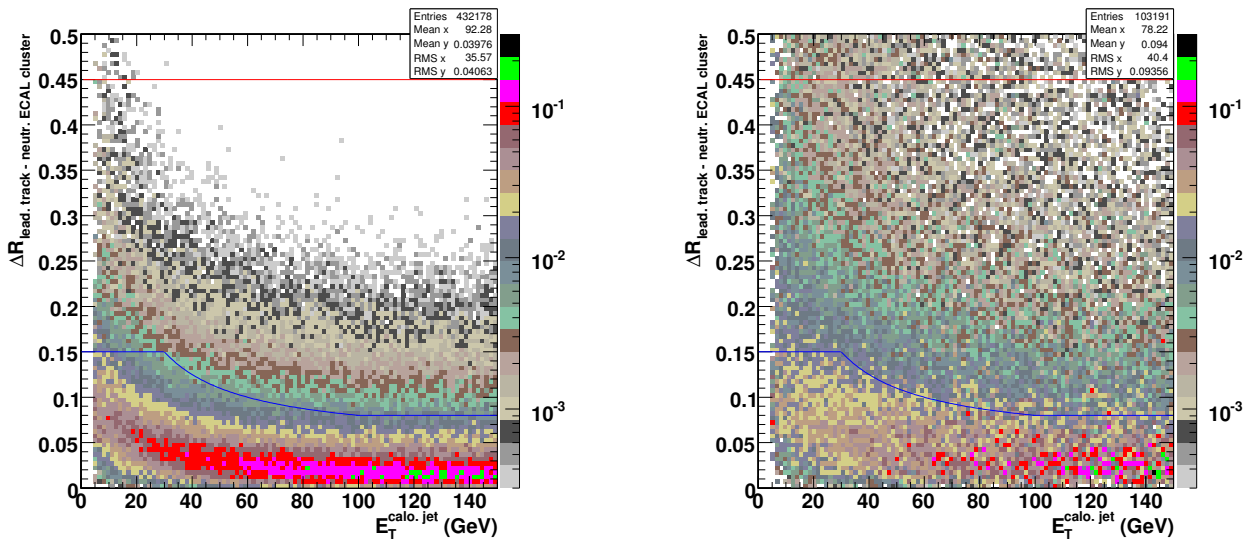 Entries 432178
Mean x 92.28
Mean y 0.03976
RMS x 35.57
RMS y 0.04063
0.5
0.45
0.4
0.35
0.3
0.25
0.2
0.15
0.1
0.05
0
0 20 40 60 80 100 120 140
ΔR lead. track - neutr. ECAL cluster
E_T^calo. jet (GeV)
10^-1
10^-2
10^-3
Entries 103191
Mean x 78.22
Mean y 0.094
RMS x 40.4
RMS y 0.09356
0.5
0.45
0.4
0.35
0.3
0.25
0.2
0.15
0.1
0.05
0
0 20 40 60 80 100 120 140
ΔR lead. track - neutr. ECAL cluster
E_T^calo. jet (GeV)
10^-1
10^-2
10^-3